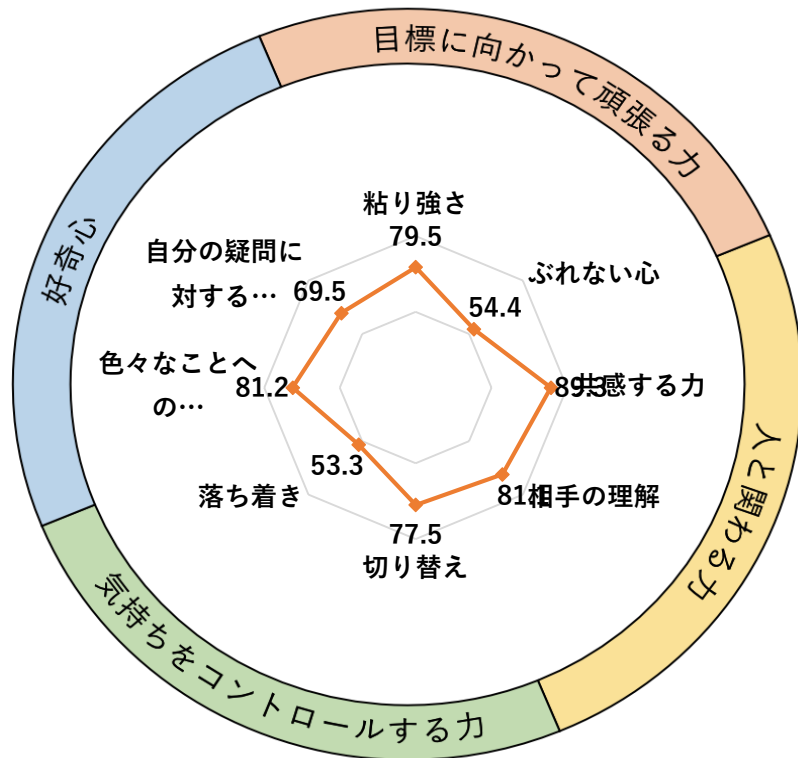 目標に向かって頑張る力
人と関わる力
気持ちをコントロールする力
好奇心
粘り強さ
79.5
ぶれない心
54.4
共感する力
89.3
相手の理解
切り替え
77.5
落ち着き
53.3
色々なことへ
の…
81.2
自分の疑問に
対する…
69.5